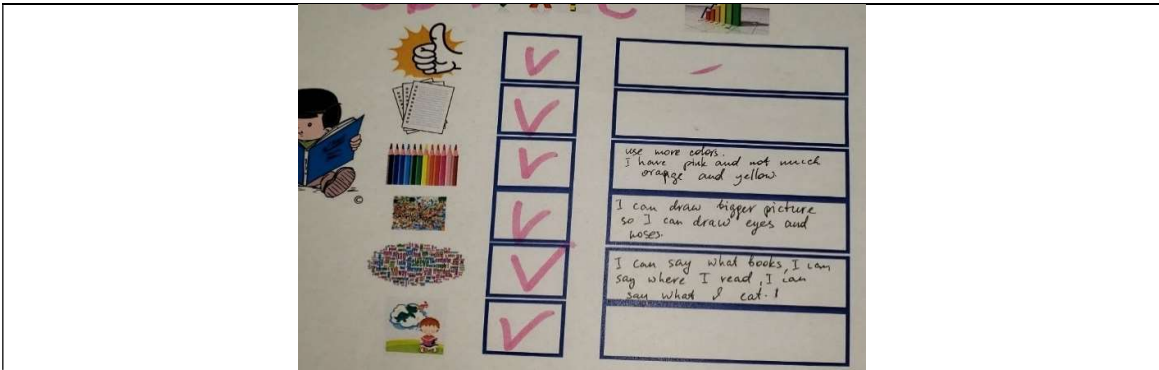 use more colors.
I have pink and not much
orange and yellow.
I can draw bigger picture
so I can draw eyes and
noses.
I can say what books, I can
say where I read, I can
say what I eat.!